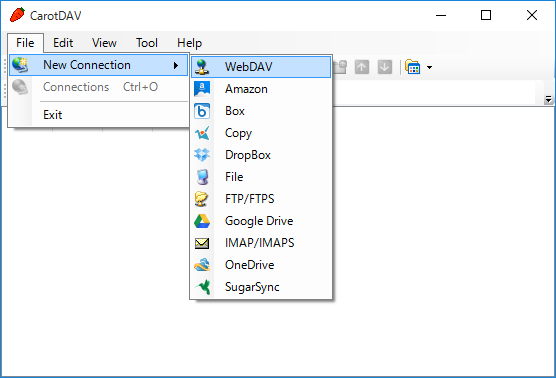 CarotDAV
File Edit View Tool Help
New Connection
Connections Ctrl+O
Exit
WebDAV
Amazon
Box
Copy
DropBox
File
FTP/FTPS
Google Drive
IMAP/IMAPS
OneDrive
SugarSync